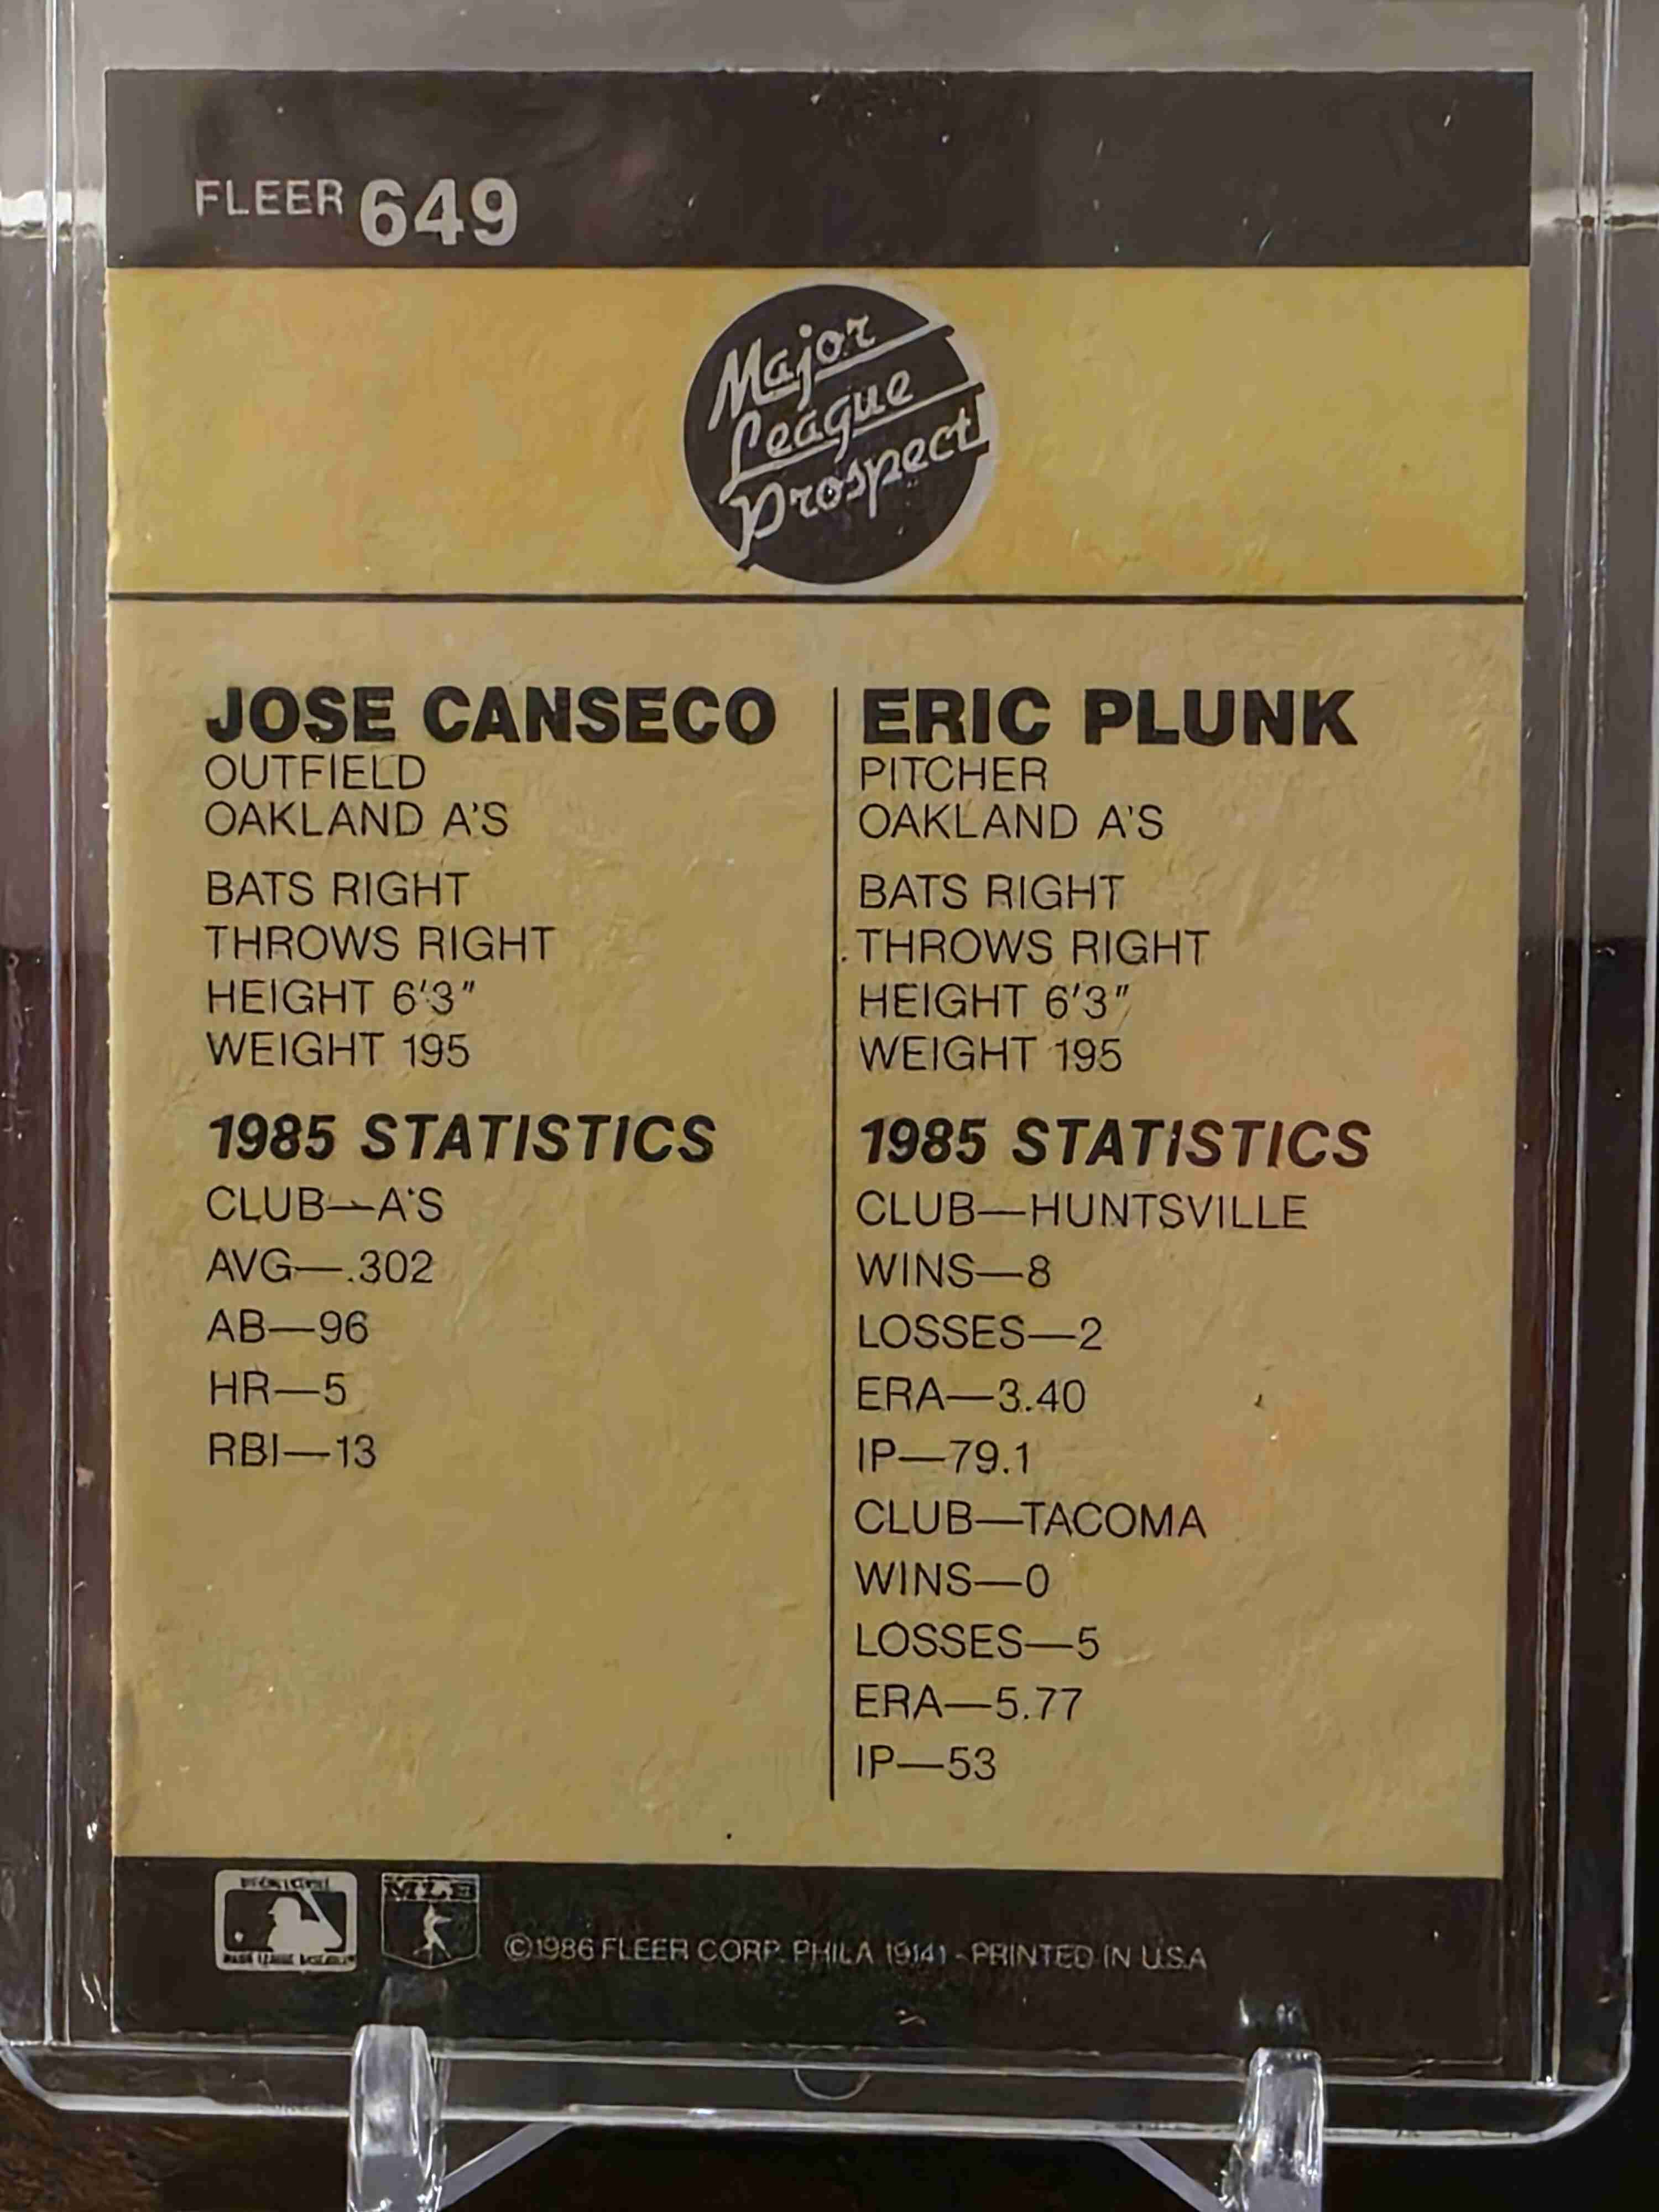 FLEER 649
Major
League
Prospect
JOSE CANSECO
OUTFIELD
OAKLAND A'S
BATS RIGHT
THROWS RIGHT
HEIGHT 6'3"
WEIGHT 195
1985 STATISTICS
CLUB—A'S
AVG—.302
AB—96
HR—5
RBI—13
ERIC PLUNK
PITCHER
OAKLAND A'S
BATS RIGHT
THROWS RIGHT
HEIGHT 6'3"
WEIGHT 195
1985 STATISTICS
CLUB—HUNTSVILLE
WINS—8
LOSSES—2
ERA—3.40
IP—79.1
CLUB—TACOMA
WINS—0
LOSSES—5
ERA—5.77
IP—53
MAJOR LEAGUE BASEBALL
©1986 FLEER CORP. PHILA 19141 - PRINTED IN U.S.A